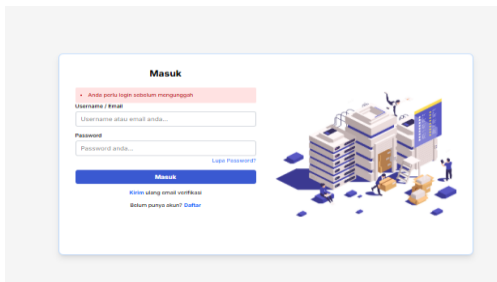 Masuk
Anda perlu login sebelum mengunggah
Username / Email
Username atau email anda...
Password
Password anda...
Lupa Password?
Masuk
Kirim ulang email verifikasi
Belum punya akun? Daftar